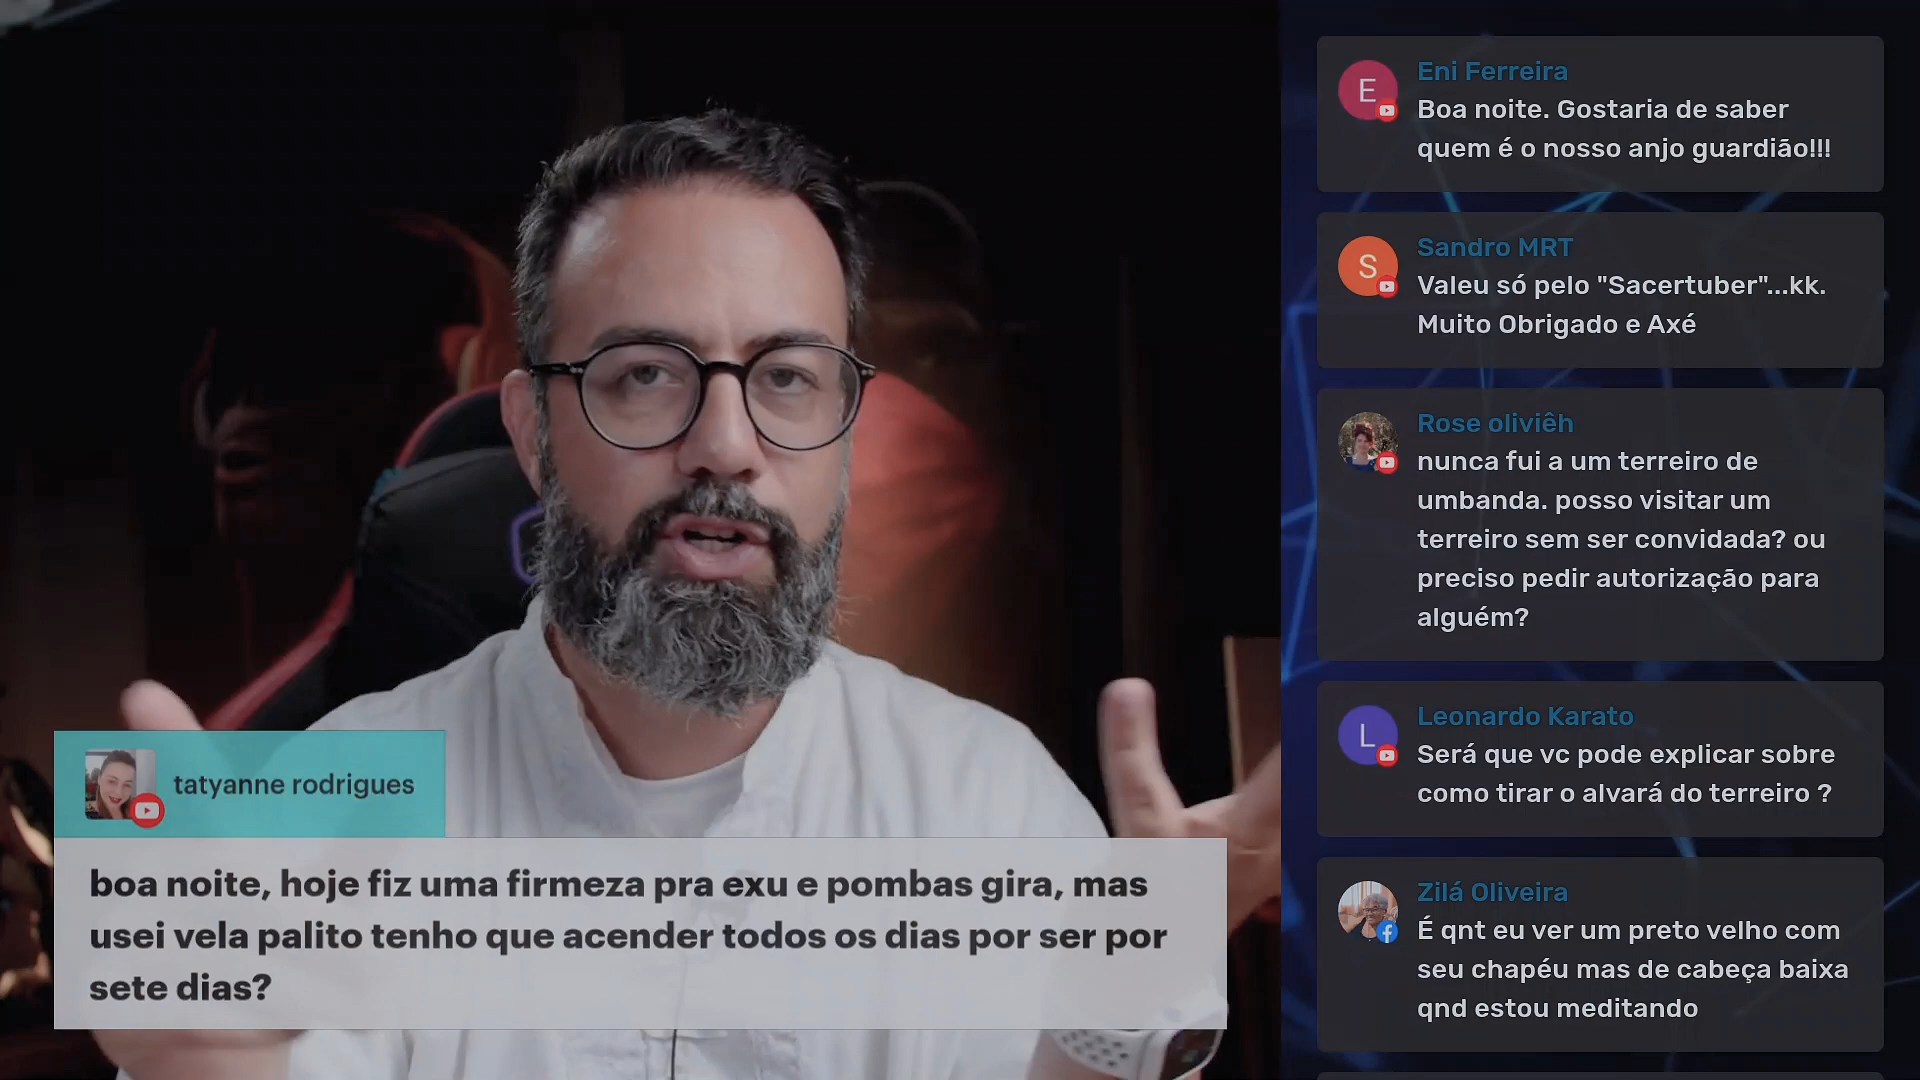 tatyanne rodrigues
boa noite, hoje fiz uma firmeza pra exu e pombas gira, mas
usei vela palito tenho que acender todos os dias por ser por
sete dias?
E
Eni Ferreira
Boa noite. Gostaria de saber
quem é o nosso anjo guardião!!!
S
Sandro MRT
Valeu só pelo "Sacertuber"...kk.
Muito Obrigado e Axé
Rose oliviêh
nunca fui a um terreiro de
umbanda. posso visitar um
terreiro sem ser convidada? ou
preciso pedir autorização para
alguém?
L
Leonardo Karato
Será que vc pode explicar sobre
como tirar o alvará do terreiro ?
Zilá Oliveira
É qnt eu ver um preto velho com
seu chapéu mas de cabeça baixa
qnd estou meditando